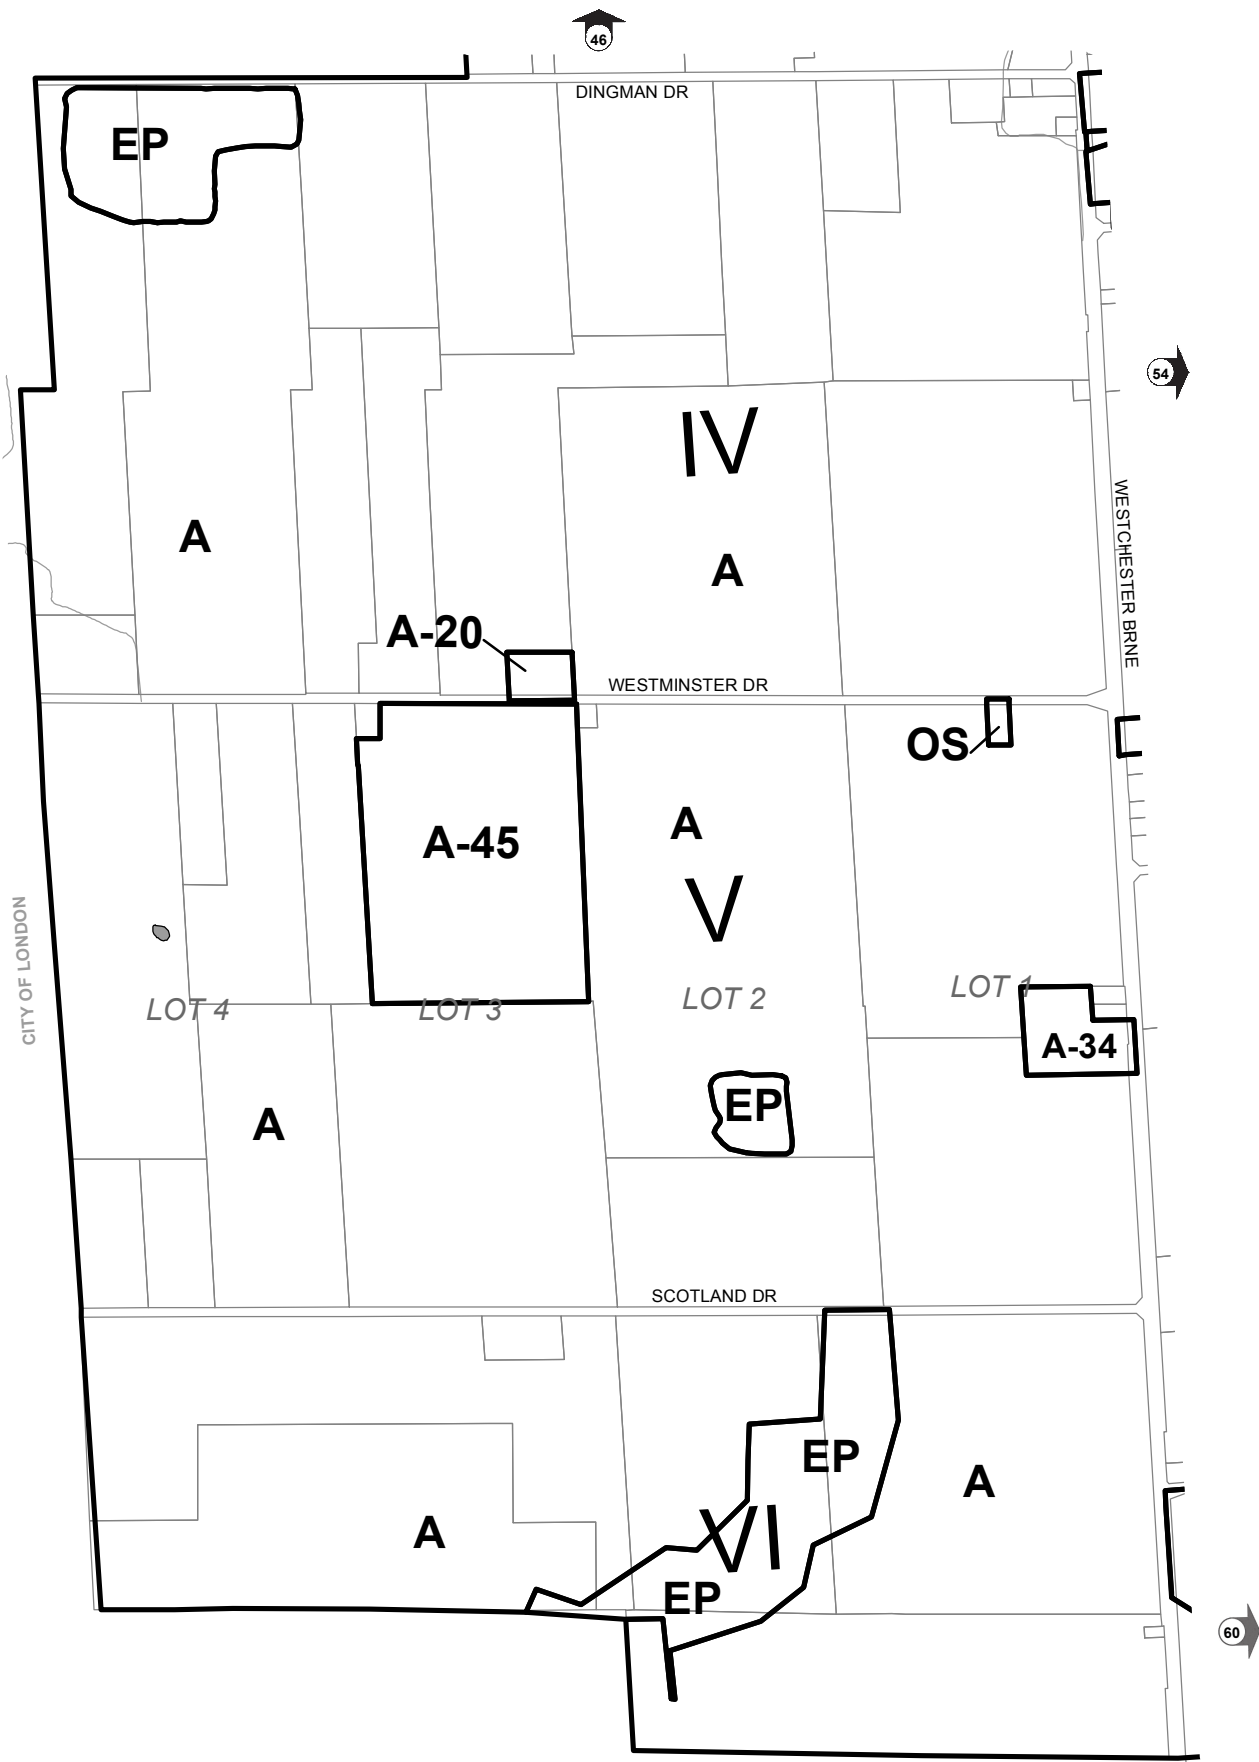 46
DINGMAN DR
EP
54
IV
WESTCHESTER BRNE
A
A
A-20
WESTMINSTER DR
OS
A
A-45
V
CITY OF LONDON
LOT 4
LOT 3
LOT 2
LOT 1
A-34
EP
A
SCOTLAND DR
EP
A
VI
A
EP
60